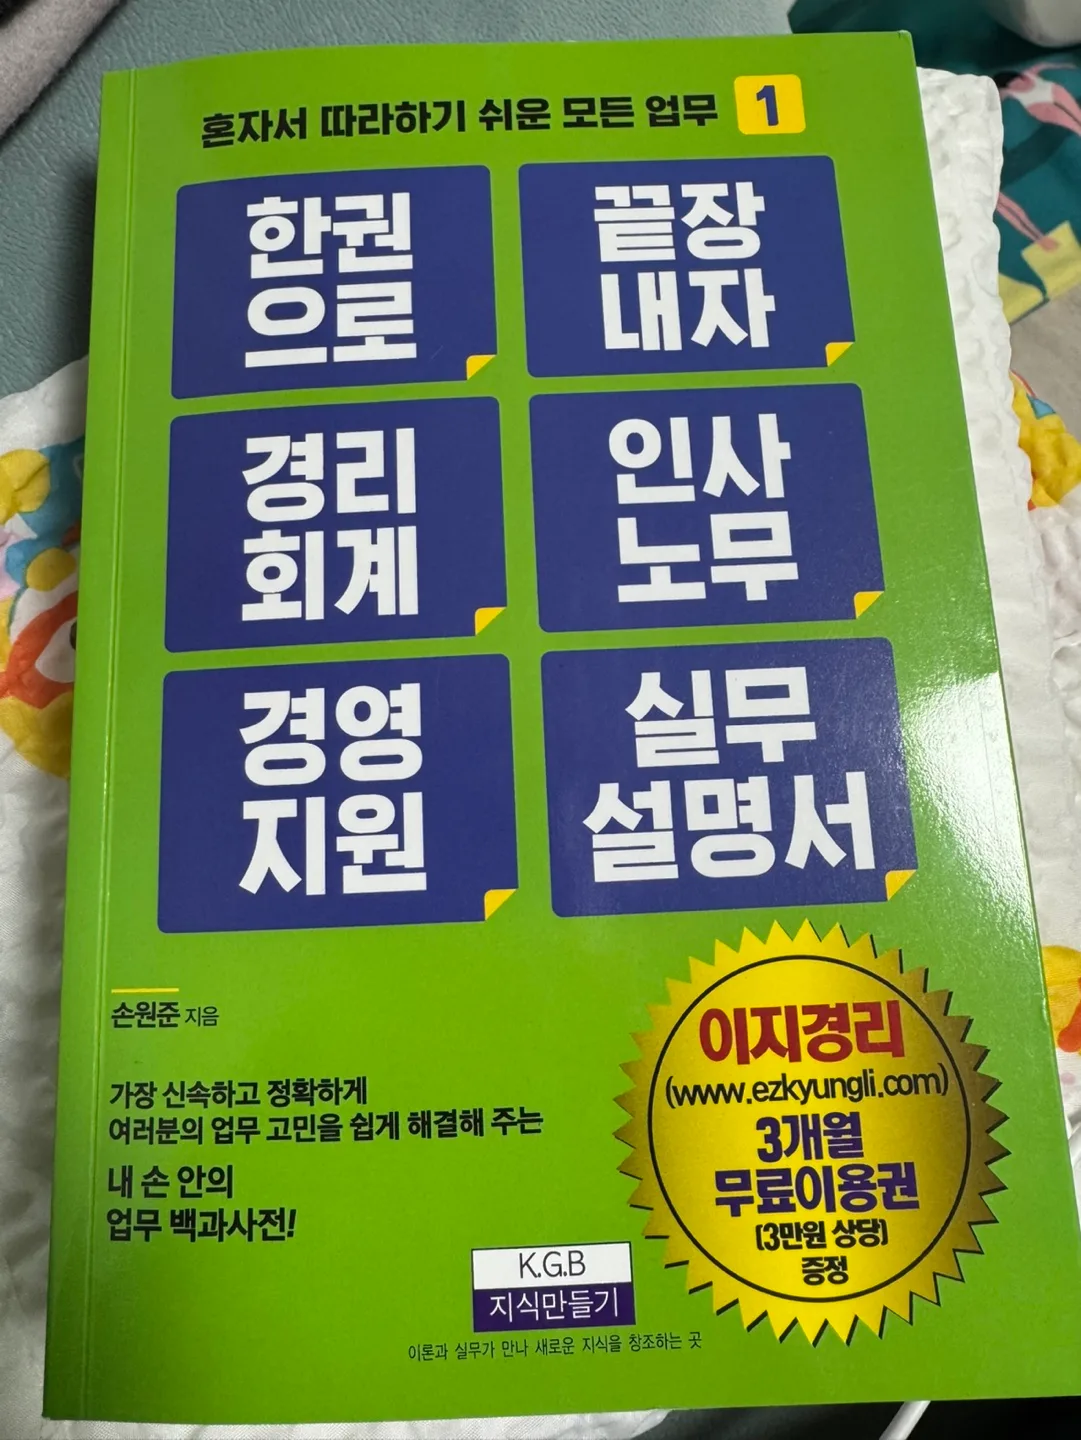 혼자서 따라하기 쉬운 모든 업무 1
한권
으로
끝장
내자
경리
회계
인사
노무
경영
지원
실무
설명서
손원준 지음
가장 신속하고 정확하게
여러분의 업무 고민을 쉽게 해결해 주는
내 손 안의
업무 백과사전!
이지경리
(www.ezkyungli.com)
3개월
무료이용권
(3만원 상당)
증정
K.G.B
지식만들기
이론과 실무가 만나 새로운 지식을 창조하는 곳